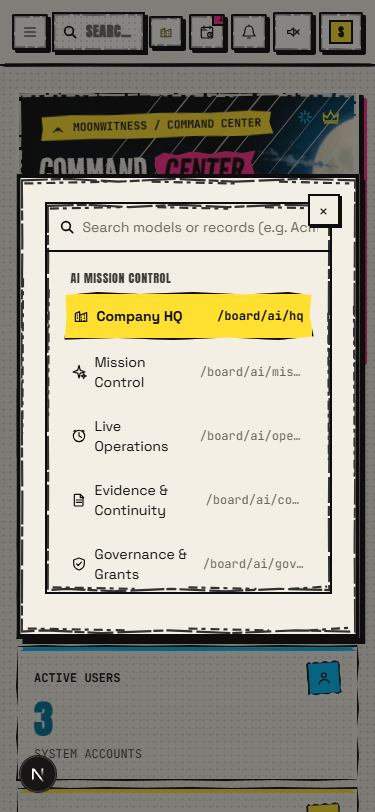 SEARC...
$
MOONWITNESS / COMMAND CENTER
COMMAND CENTER
×
Search models or records (e.g. Ac
AI MISSION CONTROL
Company HQ /board/ai/hq
Mission
Control
/board/ai/mis…
Live
Operations
/board/ai/ope…
Evidence &
Continuity
/board/ai/co…
Governance &
Grants
/board/ai/gov…
ACTIVE USERS
3
SYSTEM ACCOUNTS
N